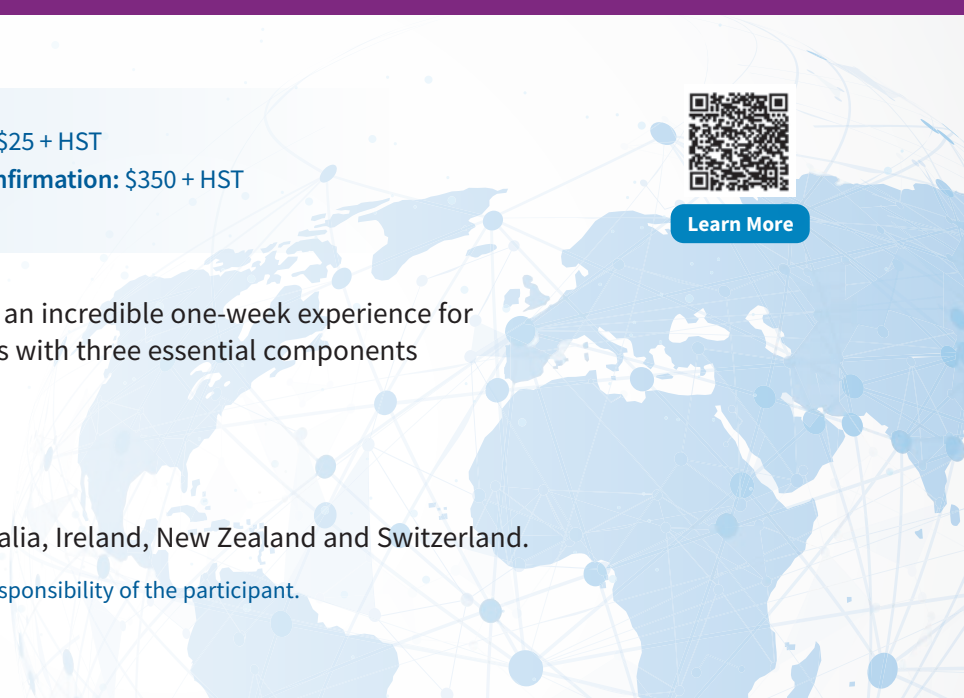 $25 + HST
nfirmation: $350 + HST
Learn More
an incredible one-week experience for
s with three essential components
alia, Ireland, New Zealand and Switzerland.
sponsibility of the participant.